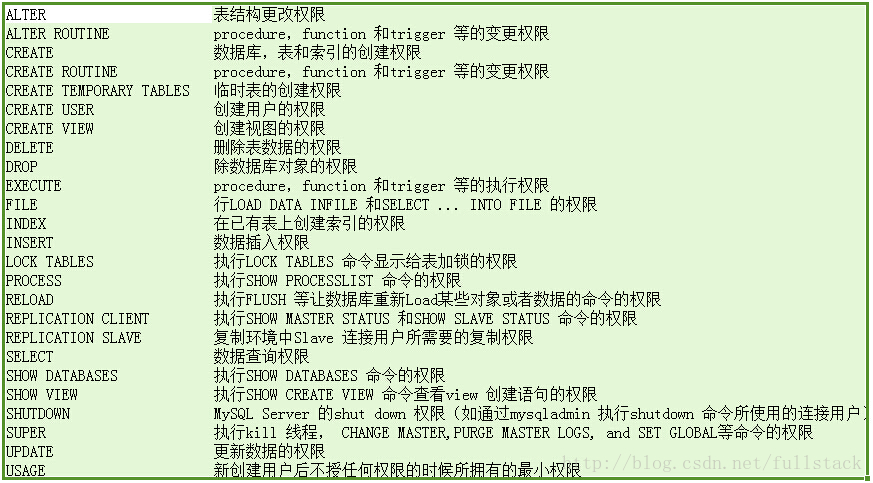 ALTER 表结构更改权限
ALTER ROUTINE procedure, function 和trigger 等的变更权限
CREATE 数据库，表和索引的创建权限
CREATE ROUTINE procedure, function 和trigger 等的变更权限
CREATE TEMPORARY TABLES 临时表的创建权限
CREATE USER 创建用户的权限
CREATE VIEW 创建视图的权限
DELETE 删除表数据的权限
DROP 除数据库对象的权限
EXECUTE procedure, function 和trigger 等的执行权限
FILE 行LOAD DATA INFILE 和SELECT ... INTO FILE 的权限
INDEX 在已有表上创建索引的权限
INSERT 数据插入权限
LOCK TABLES 执行LOCK TABLES 命令显示给表加锁的权限
PROCESS 执行SHOW PROCESSLIST 命令的权限
RELOAD 执行FLUSH 等让数据库重新Load某些对象或者数据的命令的权限
REPLICATION CLIENT 执行SHOW MASTER STATUS 和SHOW SLAVE STATUS 命令的权限
REPLICATION SLAVE 复制环境中Slave 连接用户所需要的复制权限
SELECT 数据查询权限
SHOW DATABASES 执行SHOW DATABASES 命令的权限
SHOW VIEW 执行SHOW CREATE VIEW 命令查看view 创建语句的权限
SHUTDOWN MySQL Server 的shut down 权限（如通过mysqladmin 执行shutdown 命令所使用的连接用户）
SUPER 执行kill 线程， CHANGE MASTER,PURGE MASTER LOGS, and SET GLOBAL等命令的权限
UPDATE 更新数据的权限
USAGE 新创建用户后不授任何权限的时候所拥有的最小权限
http://blog.csdn.net/fullstack